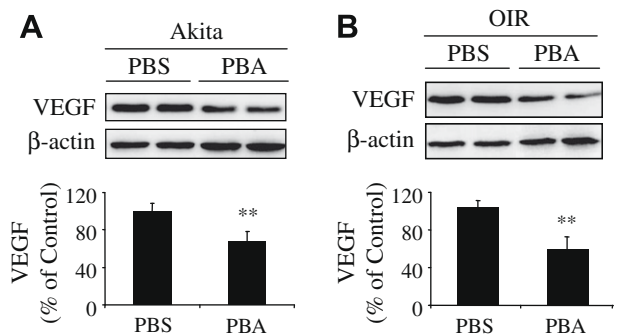 A
Akita
PBS PBA
VEGF
β-actin
VEGF
(% of Control)
120
80
40
0
**
PBS PBA
B
OIR
PBS PBA
VEGF
β-actin
VEGF
(% of Control)
120
80
40
0
**
PBS PBA